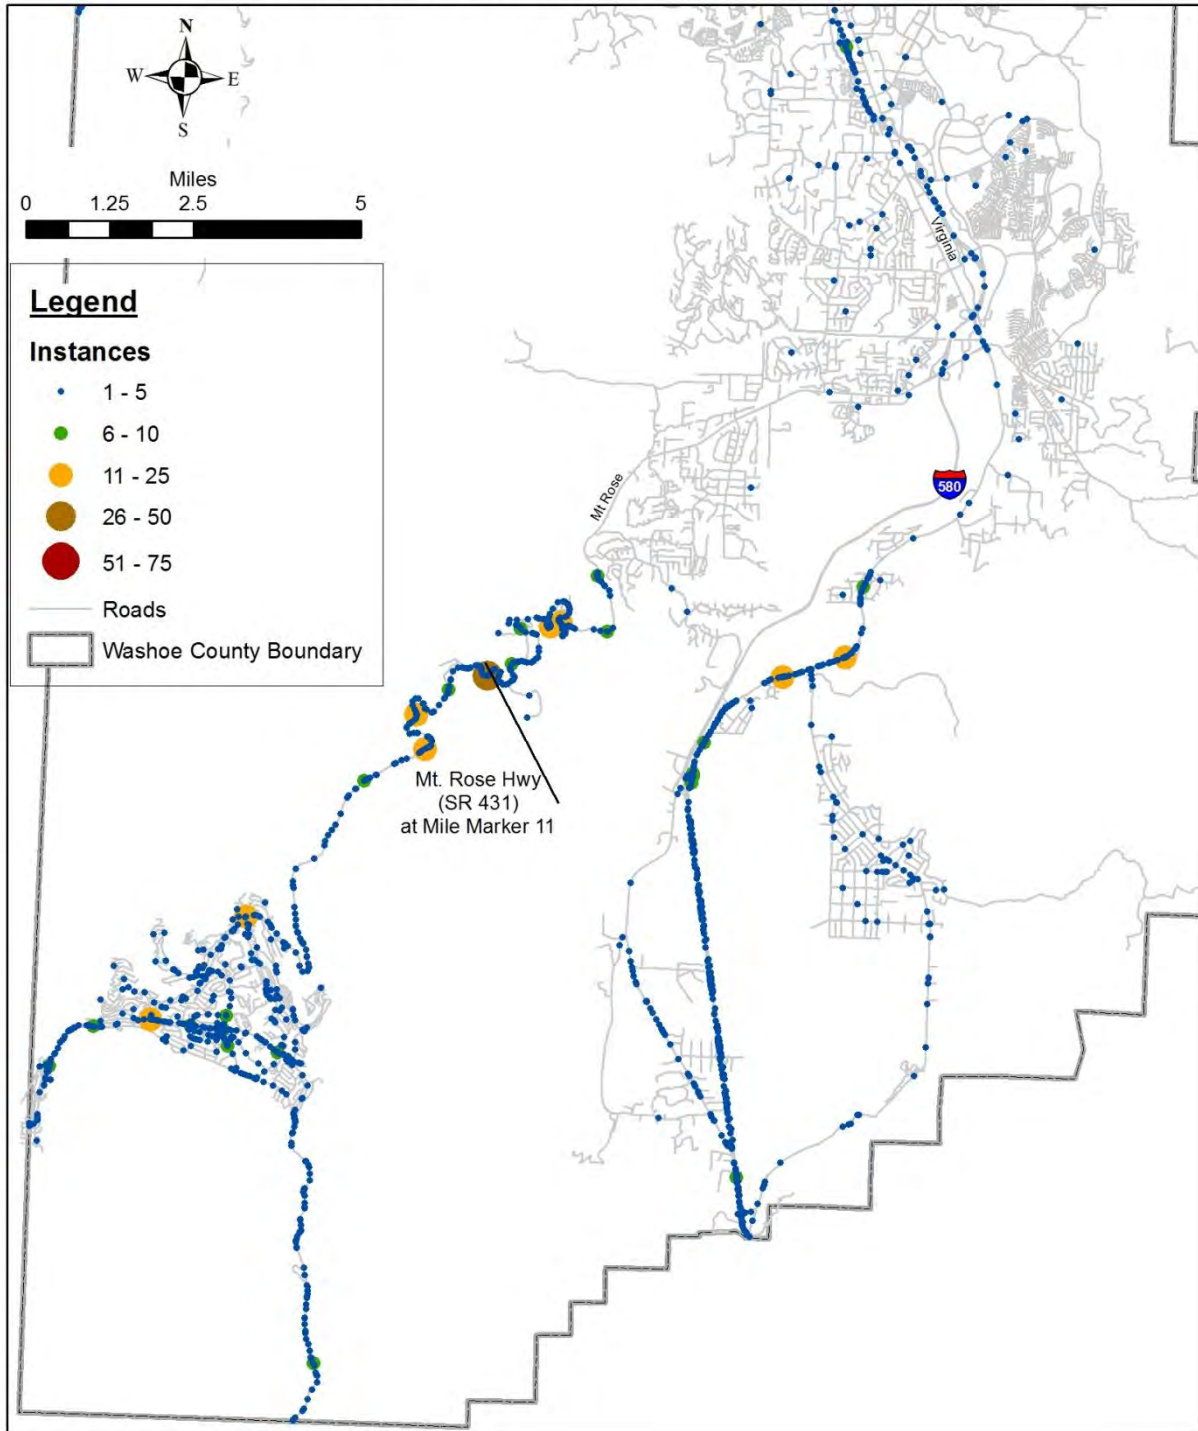 N
W E
S
Miles
0 1.25 2.5 5
Legend
Instances
1 - 5
6 - 10
11 - 25
26 - 50
51 - 75
Roads
Washoe County Boundary
Virginia
580
Mt Rose
Mt. Rose Hwy
(SR 431)
at Mile Marker 11